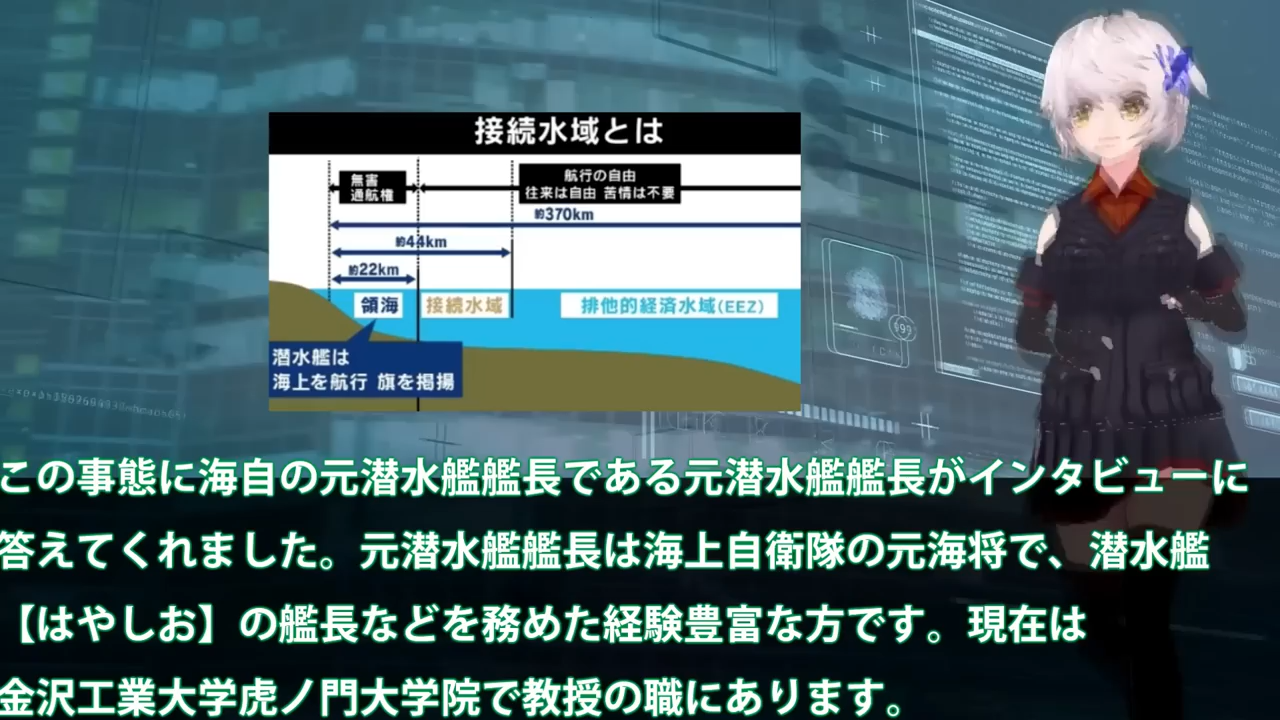 接続水域とは
無害
通航権
航行の自由
往来は自由 苦情は不要
約370km
約44km
約22km
領海
接続水域
排他的経済水域(EEZ)
潜水艦は
海上を航行 旗を掲揚
この事態に海自の元潜水艦艦長である元潜水艦艦長がインタビューに
答えてくれました。元潜水艦艦長は海上自衛隊の元海将で、潜水艦
【はやしお】の艦長などを務めた経験豊富な方です。現在は
金沢工業大学虎ノ門大学院で教授の職にあります。